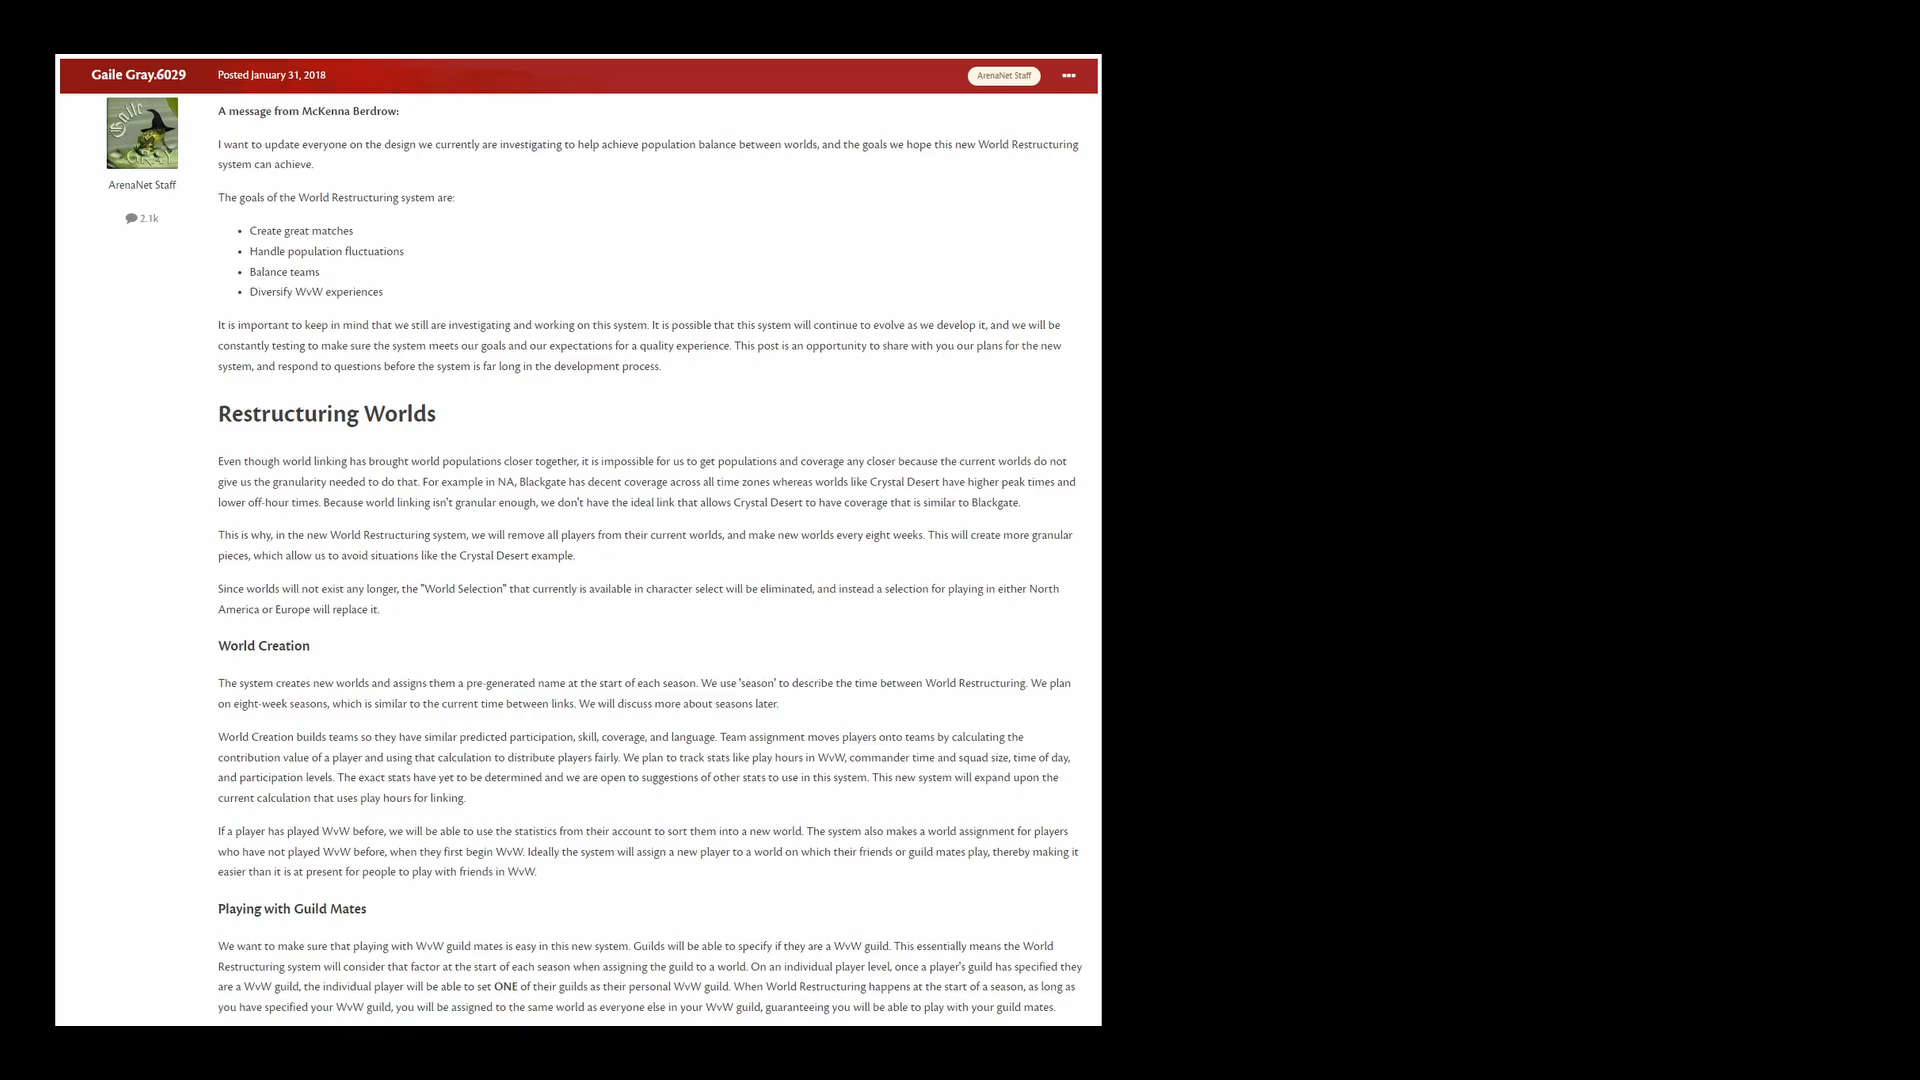 Gaile Gray.6029 Posted January 31, 2018 ArenaNet Staff
A message from McKenna Berdrow:
I want to update everyone on the design we currently are investigating to help achieve population balance between worlds, and the goals we hope this new World Restructuring
system can achieve.
ArenaNet Staff
2.1k
The goals of the World Restructuring system are:
• Create great matches
• Handle population fluctuations
• Balance teams
• Diversify WvW experiences
It is important to keep in mind that we still are investigating and working on this system. It is possible that this system will continue to evolve as we develop it, and we will be
constantly testing to make sure the system meets our goals and our expectations for a quality experience. This post is an opportunity to share with you our plans for the new
system, and respond to questions before the system is far long in the development process.
Restructuring Worlds
Even though world linking has brought world populations closer together, it is impossible for us to get populations and coverage any closer because the current worlds do not
give us the granularity needed to do that. For example in NA, Blackgate has decent coverage across all time zones whereas worlds like Crystal Desert have higher peak times and
lower off-hour times. Because world linking isn't granular enough, we don't have the ideal link that allows Crystal Desert to have coverage that is similar to Blackgate.
This is why, in the new World Restructuring system, we will remove all players from their current worlds, and make new worlds every eight weeks. This will create more granular
pieces, which allow us to avoid situations like the Crystal Desert example.
Since worlds will not exist any longer, the "World Selection" that currently is available in character select will be eliminated, and instead a selection for playing in either North
America or Europe will replace it.
World Creation
The system creates new worlds and assigns them a pre-generated name at the start of each season. We use 'season' to describe the time between World Restructuring. We plan
on eight-week seasons, which is similar to the current time between links. We will discuss more about seasons later.
World Creation builds teams so they have similar predicted participation, skill, coverage, and language. Team assignment moves players onto teams by calculating the
contribution value of a player and using that calculation to distribute players fairly. We plan to track stats like play hours in WvW, commander time and squad size, time of day,
and participation levels. The exact stats have yet to be determined and we are open to suggestions of other stats to use in this system. This new system will expand upon the
current calculation that uses play hours for linking.
If a player has played WvW before, we will be able to use the statistics from their account to sort them into a new world. The system also makes a world assignment for players
who have not played WvW before, when they first begin WvW. Ideally the system will assign a new player to a world on which their friends or guild mates play, thereby making it
easier than it is at present for people to play with friends in WvW.
Playing with Guild Mates
We want to make sure that playing with WvW guild mates is easy in this new system. Guilds will be able to specify if they are a WvW guild. This essentially means the World
Restructuring system will consider that factor at the start of each season when assigning the guild to a world. On an individual player level, once a player's guild has specified they
are a WvW guild, the individual player will be able to set ONE of their guilds as their personal WvW guild. When World Restructuring happens at the start of a season, as long as
you have specified your WvW guild, you will be assigned to the same world as everyone else in your WvW guild, guaranteeing you will be able to play with your guild mates.